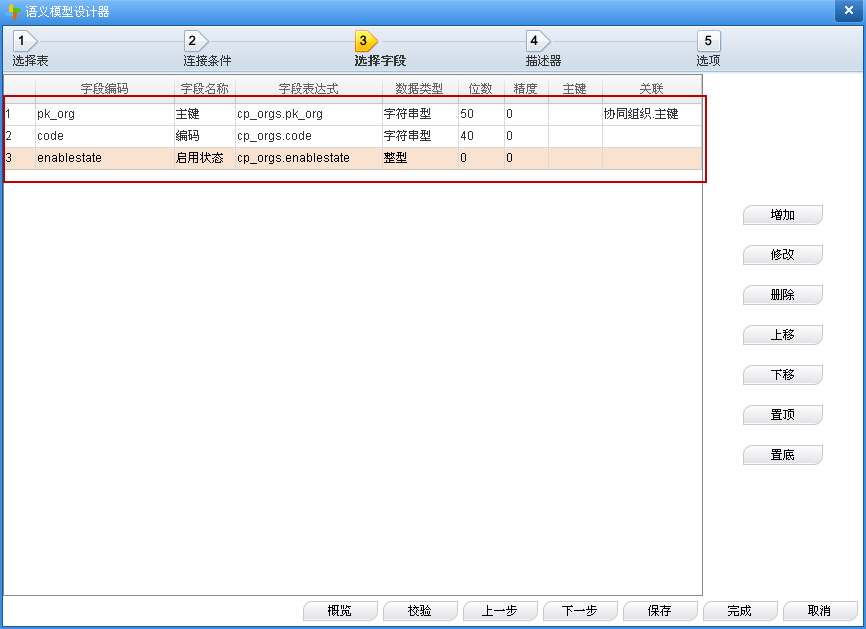 语义模型设计器
1 2 3 4 5
选择表 连接条件 选择字段 描述器 选项
字段编码 字段名称 字段表达式 数据类型 位数 精度 主键 关联
1 pk_org 主键 cp_orgs.pk_org 字符串型 50 0 协同组织.主键
2 code 编码 cp_orgs.code 字符串型 40 0
3 enablestate 启用状态 cp_orgs.enablestate 整型 0 0
增加
修改
删除
上移
下移
置顶
置底
概览 校验 上一步 下一步 保存 完成 取消